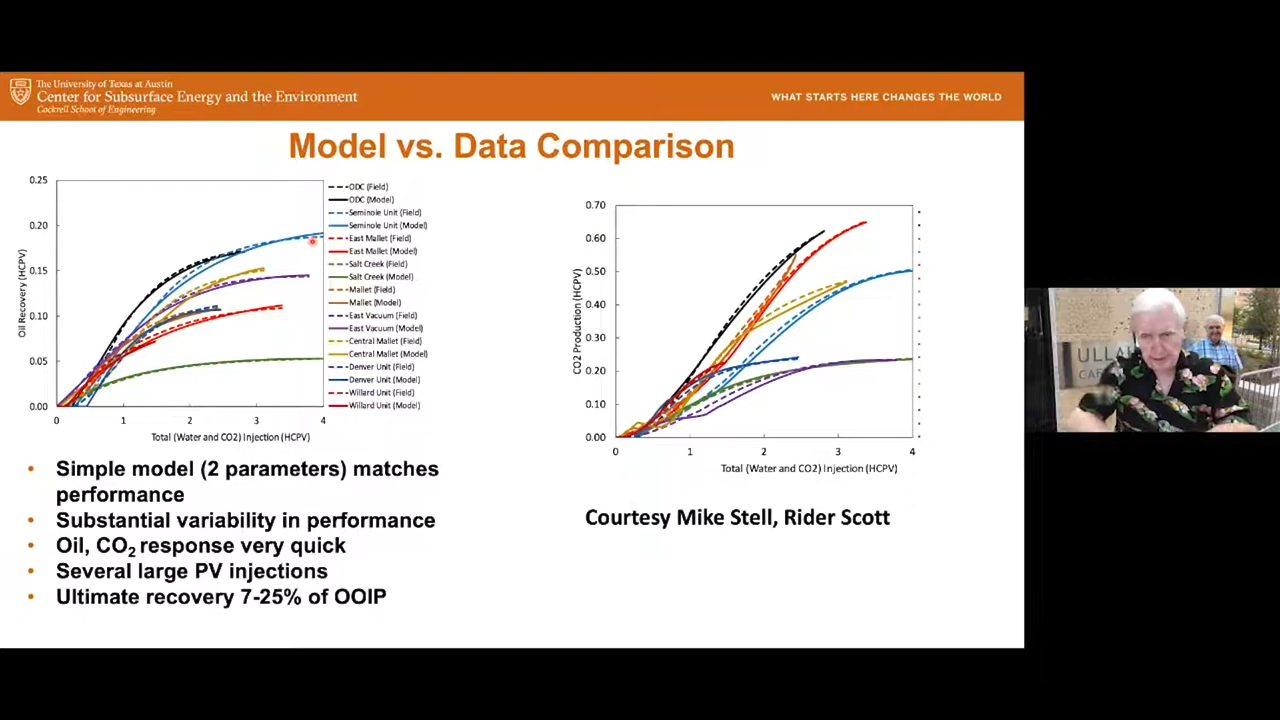 The University of Texas at Austin
Center for Subsurface Energy and the Environment
Cockrell School of Engineering
WHAT STARTS HERE CHANGES THE WORLD
Model vs. Data Comparison
0.25
0.20
0.15
0.10
0.05
0.00
Oil Recovery (HCPV)
1
2
3
4
Total (Water and CO2) Injection (HCPV)
ODC (Field)
ODC (Model)
Seminole Unit (Field)
Seminole Unit (Model)
East Mallet (Field)
East Mallet (Model)
Salt Creek (Field)
Salt Creek (Model)
Mallet (Field)
Mallet (Model)
East Vacuum (Field)
East Vacuum (Model)
Central Mallet (Field)
Central Mallet (Model)
Denver Unit (Field)
Denver Unit (Model)
Willard Unit (Field)
Willard Unit (Model)
0.70
0.60
0.50
0.40
0.30
0.20
0.10
0.00
CO2 Production (HCPV)
0
1
2
3
4
Total (Water and CO2) Injection (HCPV)
• Simple model (2 parameters) matches
performance
• Substantial variability in performance
• Oil, CO2 response very quick
• Several large PV injections
• Ultimate recovery 7-25% of OOIP
Courtesy Mike Stell, Rider Scott